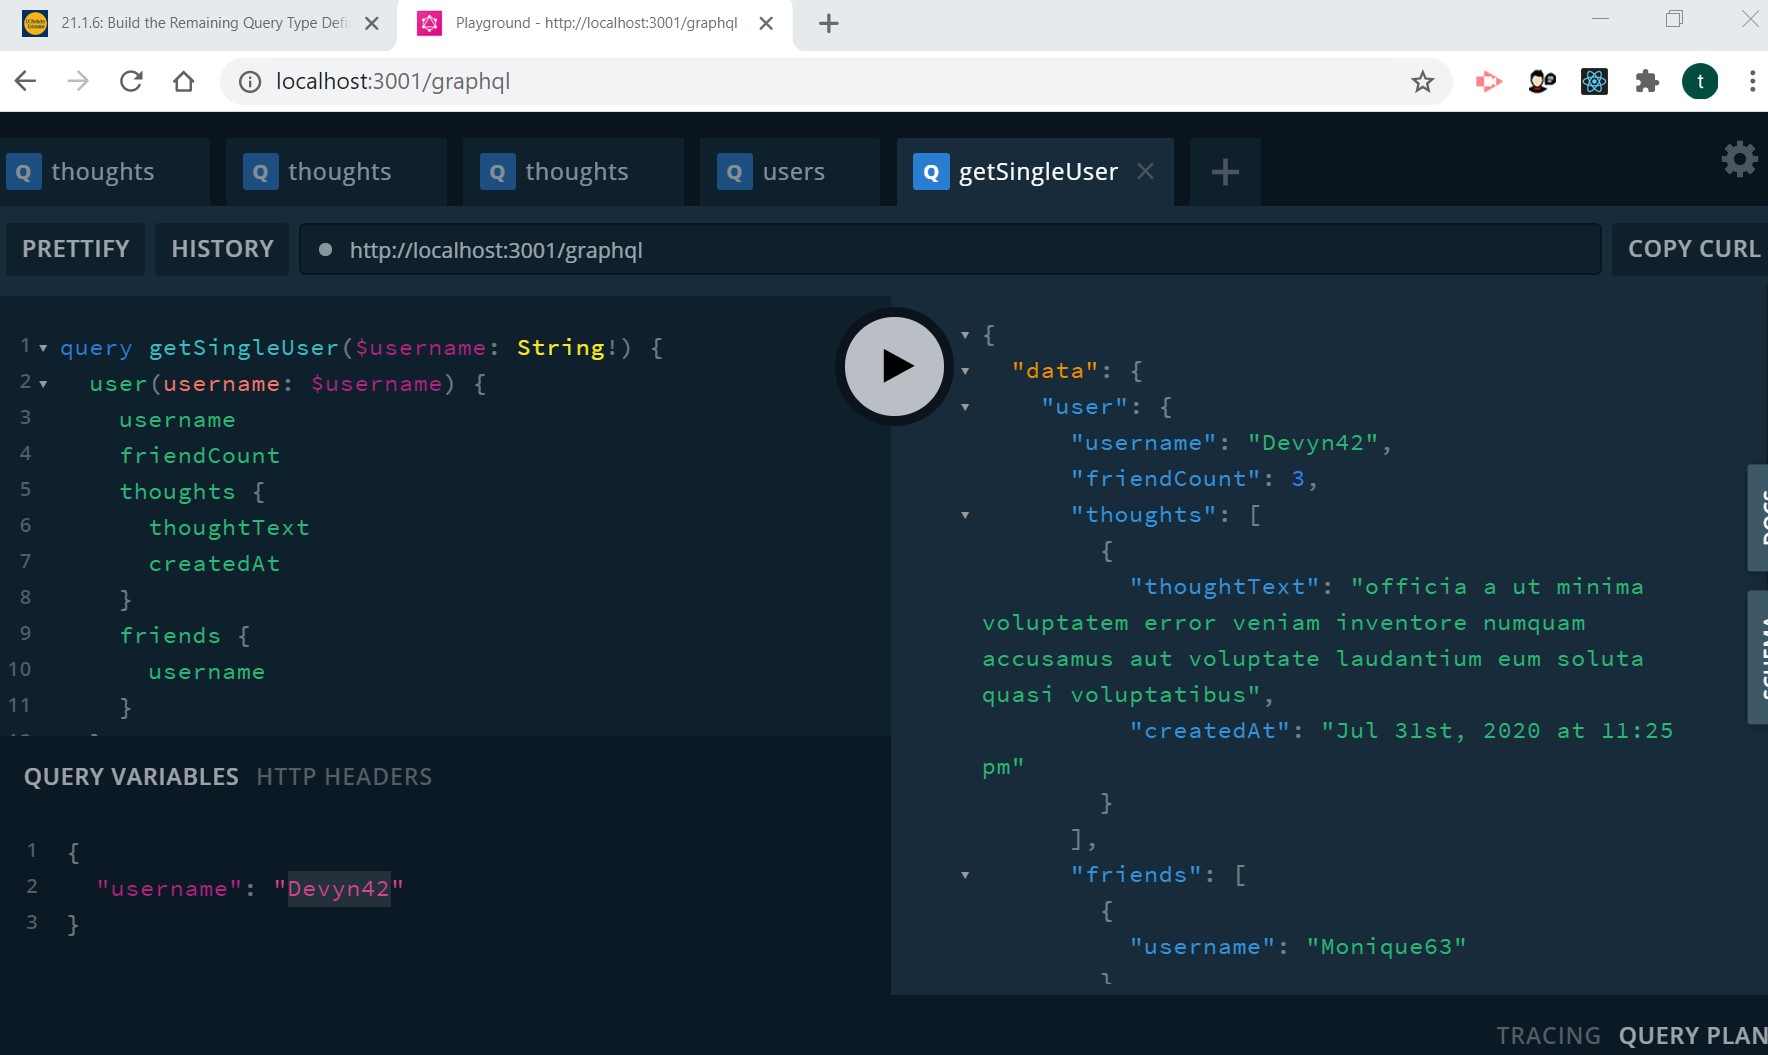 21.1.6: Build the Remaining Query Type Defi
Playground - http://localhost:3001/graphql
localhost:3001/graphql
t
Q thoughts
Q thoughts
Q thoughts
Q users
Q getSingleUser
PRETTIFY
HISTORY
http://localhost:3001/graphql
COPY CURL
1 query getSingleUser($username: String!) {
2 user(username: $username) {
3 username
4 friendCount
5 thoughts {
6 thoughtText
7 createdAt
8 }
9 friends {
10 username
11 }
QUERY VARIABLES HTTP HEADERS
1 {
2 "username": "Devyn42"
3 }
{
"data": {
"user": {
"username": "Devyn42",
"friendCount": 3,
"thoughts": [
{
"thoughtText": "officia a ut minima
voluptatem error veniam inventore numquam
accusamus aut voluptate laudantium eum soluta
quasi voluptatibus",
"createdAt": "Jul 31st, 2020 at 11:25
pm"
}
],
"friends": [
{
"username": "Monique63"
}
DOCS
SCHEMA
TRACING QUERY PLAN